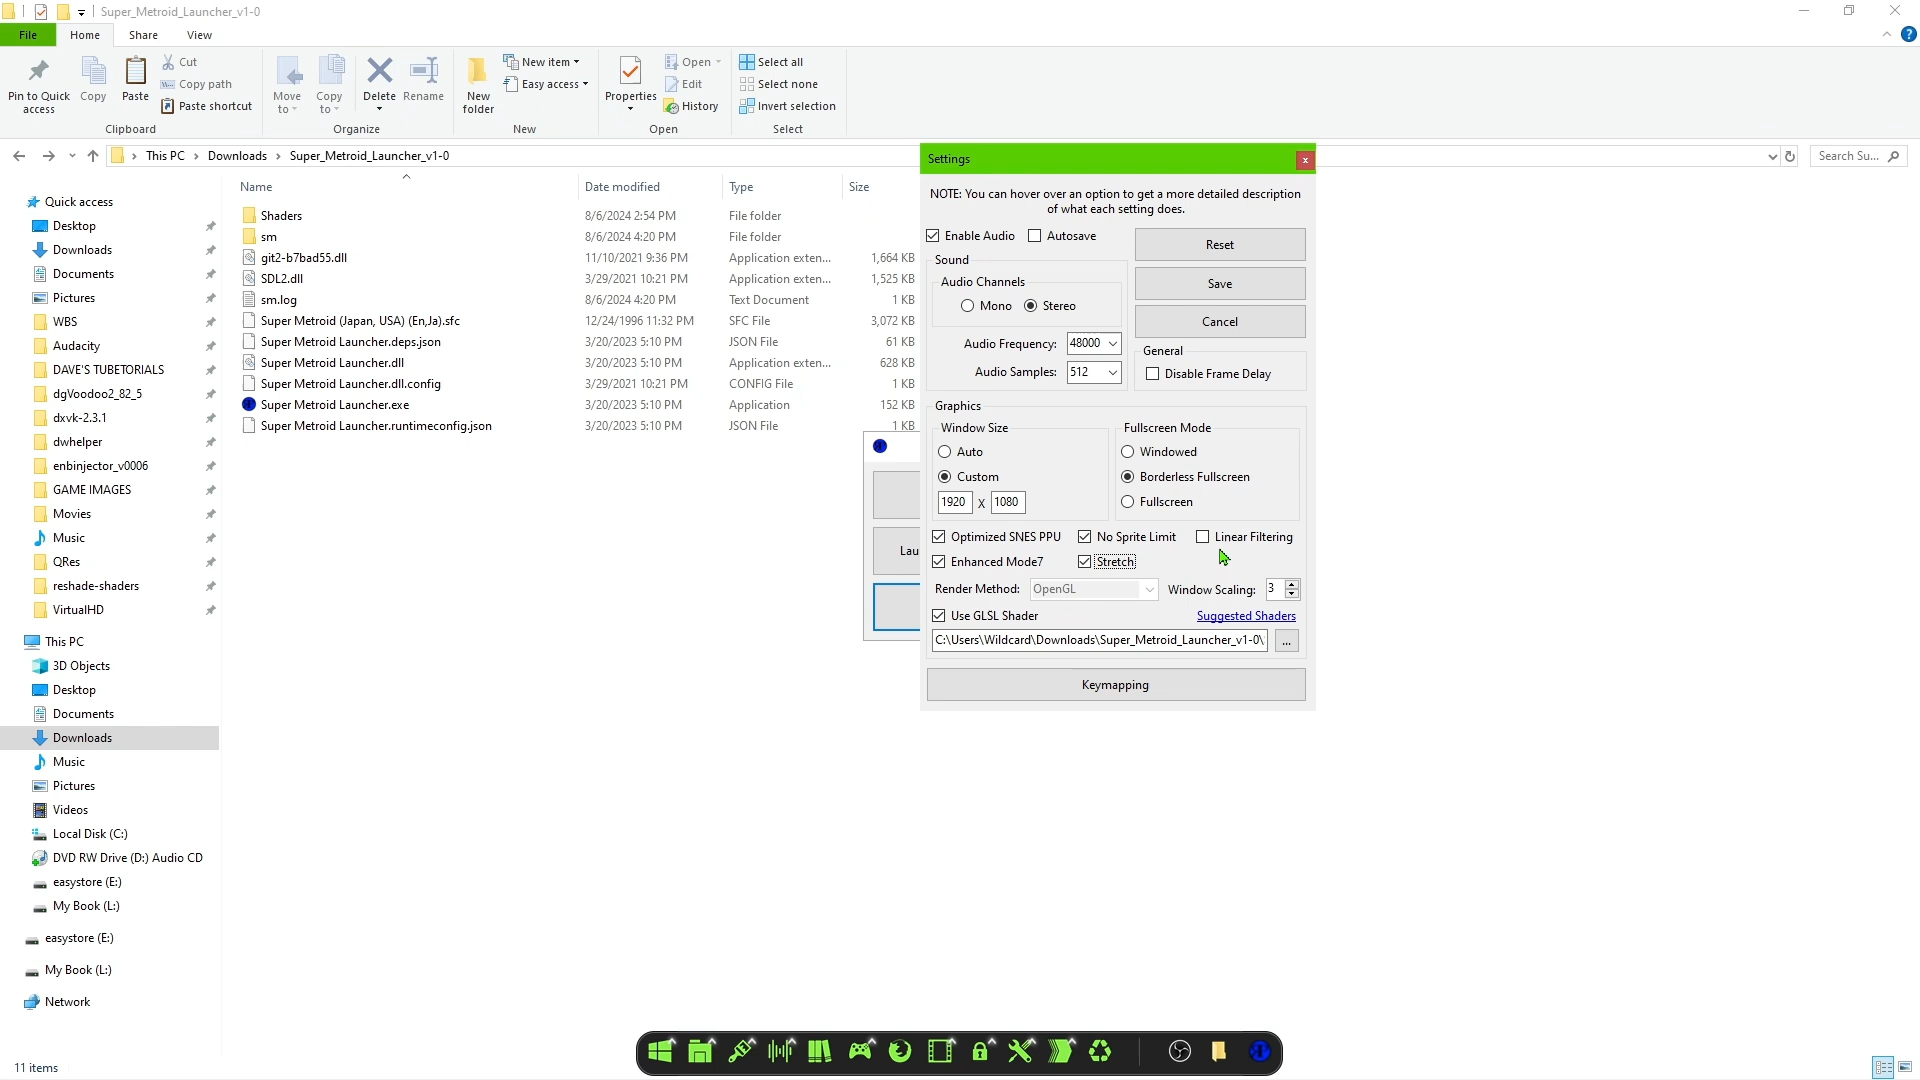 Super_Metroid_Launcher_v1-0
File Home Share View
Pin to Quick access
Copy
Paste
Cut
Copy path
Paste shortcut
Clipboard
Move to
Copy to
Delete
Rename
Organize
New folder
New item
Easy access
New
Properties
Open
Edit
History
Open
Select all
Select none
Invert selection
Select
This PC > Downloads > Super_Metroid_Launcher_v1-0
Search Su...
Quick access
Desktop
Downloads
Documents
Pictures
WBS
Audacity
DAVE'S TUBETORIALS
dgVoodoo2_82_5
dxvk-2.3.1
dwhelper
enbinjector_v0006
GAME IMAGES
Movies
Music
QRes
reshade-shaders
VirtualHD
This PC
3D Objects
Desktop
Documents
Downloads
Music
Pictures
Videos
Local Disk (C:)
DVD RW Drive (D:) Audio CD
easystore (E:)
My Book (L:)
easystore (E:)
My Book (L:)
Network
11 items
Name Date modified Type Size
Shaders 8/6/2024 2:54 PM File folder
sm 8/6/2024 4:20 PM File folder
git2-b7bad55.dll 11/10/2021 9:36 PM Application exten... 1,664 KB
SDL2.dll 3/29/2021 10:21 PM Application exten... 1,525 KB
sm.log 8/6/2024 4:20 PM Text Document 1 KB
Super Metroid (Japan, USA) (En,Ja).sfc 12/24/1996 11:32 PM SFC File 3,072 KB
Super Metroid Launcher.deps.json 3/20/2023 5:10 PM JSON File 61 KB
Super Metroid Launcher.dll 3/20/2023 5:10 PM Application exten... 628 KB
Super Metroid Launcher.dll.config 3/29/2021 10:21 PM CONFIG File 1 KB
Super Metroid Launcher.exe 3/20/2023 5:10 PM Application 152 KB
Super Metroid Launcher.runtimeconfig.json 3/20/2023 5:10 PM JSON File 1 KB
Lau
Settings
x
NOTE: You can hover over an option to get a more detailed description
of what each setting does.
Enable Audio Autosave
Reset
Save
Cancel
Sound
Audio Channels
Mono Stereo
Audio Frequency: 48000
Audio Samples: 512
General
Disable Frame Delay
Graphics
Window Size
Auto
Custom
1920 X 1080
Fullscreen Mode
Windowed
Borderless Fullscreen
Fullscreen
Optimized SNES PPU No Sprite Limit Linear Filtering
Enhanced Mode7 Stretch
Render Method: OpenGL Window Scaling: 3
Use GLSL Shader Suggested Shaders
C:\Users\Wildcard\Downloads\Super_Metroid_Launcher_v1-0\ ...
Keymapping